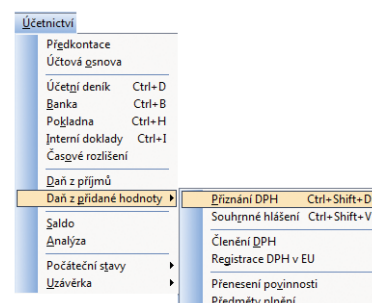 Účetnictví
Předkontace
Účtová osnova
Účetní deník Ctrl+D
Banka Ctrl+B
Pokladna Ctrl+H
Interní doklady Ctrl+I
Časové rozlišení
Daň z příjmů
Daň z přidané hodnoty
Saldo
Analýza
Počáteční stavy
Uzávěrka
Přiznání DPH Ctrl+Shift+D
Souhrnné hlášení Ctrl+Shift+V
Členění DPH
Registrace DPH v EU
Přenesení povinnosti
Předměty plnění